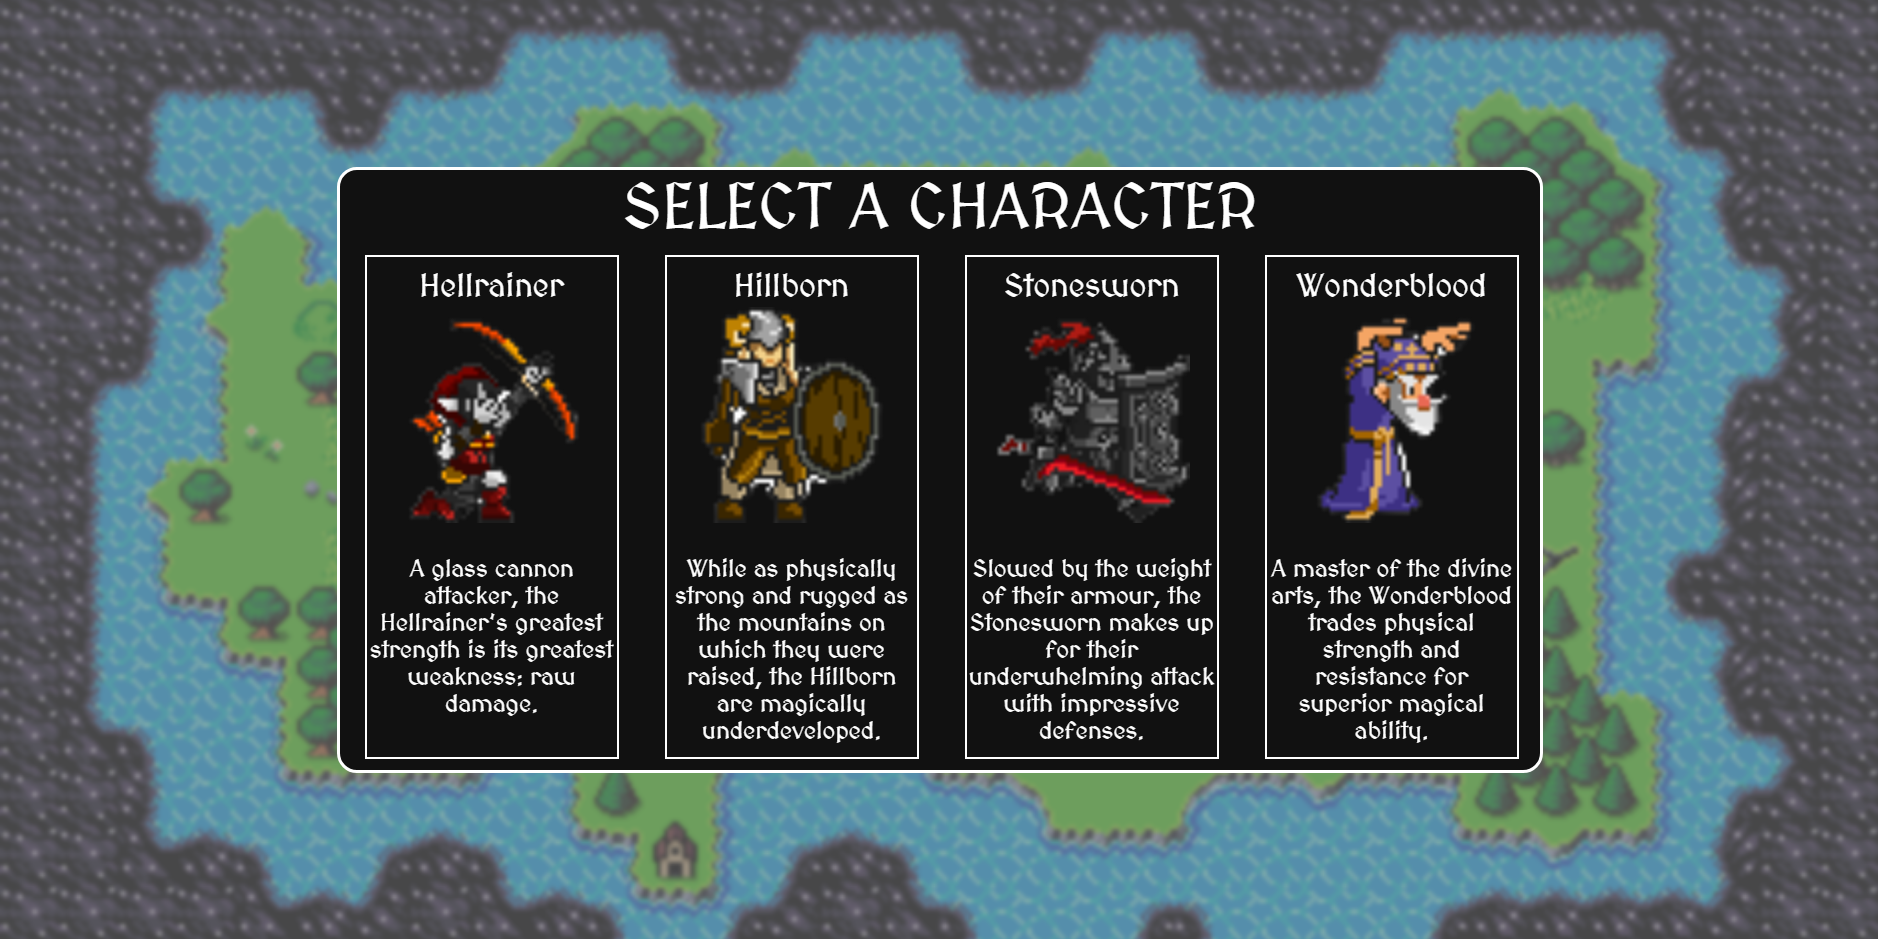 SELECT A CHARACTER
Hellrainer
A glass cannon
attacker, the
Hellrainer's greatest
strength is its greatest
weakness: raw
damage.
Hillborn
While as physically
strong and rugged as
the mountains on
which they were
raised, the Hillborn
are magically
underdeveloped.
Stonesworn
Slowed by the weight
of their armour, the
Stonesworn makes up
for their
underwhelming attack
with impressive
defenses.
Wonderblood
A master of the divine
arts, the Wonderblood
trades physical
strength and
resistance for
superior magical
ability.